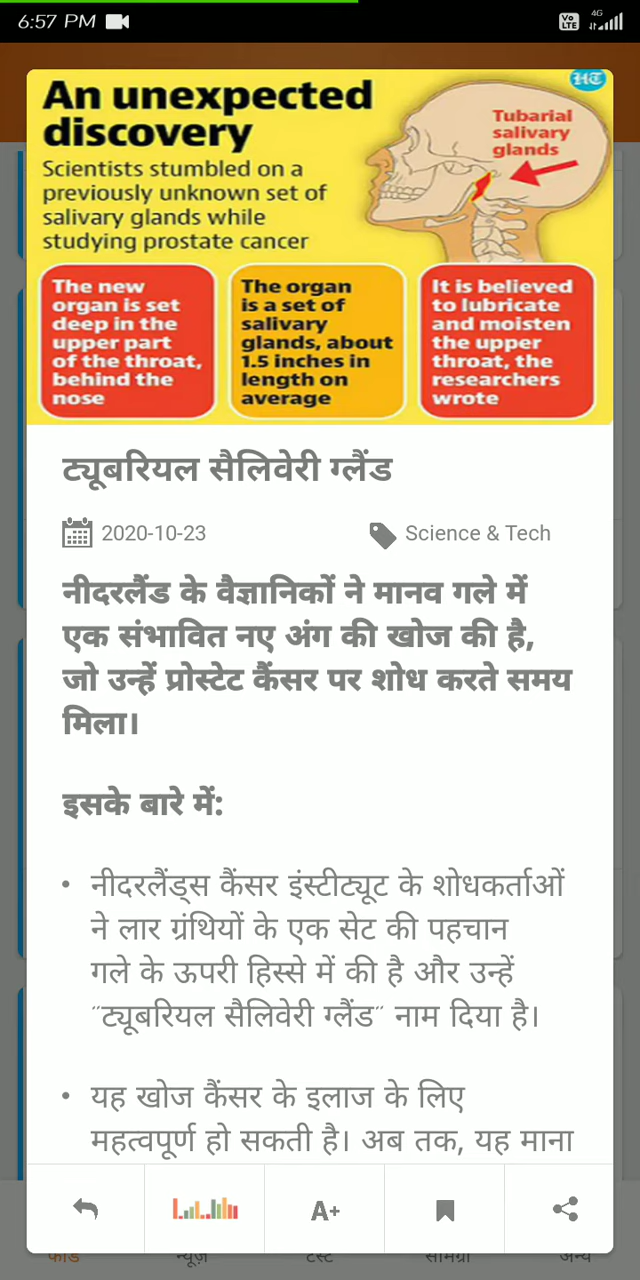 6:57 PM
Vo LTE
4G
HT
An unexpected
discovery
Scientists stumbled on a
previously unknown set of
salivary glands while
studying prostate cancer
Tubarial
salivary
glands
The new
organ is set
deep in the
upper part
of the throat,
behind the
nose
The organ
is a set of
salivary
glands, about
1.5 inches in
length on
average
It is believed
to lubricate
and moisten
the upper
throat, the
researchers
wrote
ट्यूबरियल सैलिवेरी ग्लैंड
2020-10-23
Science & Tech
नीदरलैंड के वैज्ञानिकों ने मानव गले में
एक संभावित नए अंग की खोज की है,
जो उन्हें प्रोस्टेट कैंसर पर शोध करते समय
मिला।
इसके बारे में:
• नीदरलैंड्स कैंसर इंस्टीट्यूट के शोधकर्ताओं
ने लार ग्रंथियों के एक सेट की पहचान
गले के ऊपरी हिस्से में की है और उन्हें
˝ट्यूबरियल सैलिवेरी ग्लैंड˝ नाम दिया है।
• यह खोज कैंसर के इलाज के लिए
महत्वपूर्ण हो सकती है। अब तक, यह माना
A+